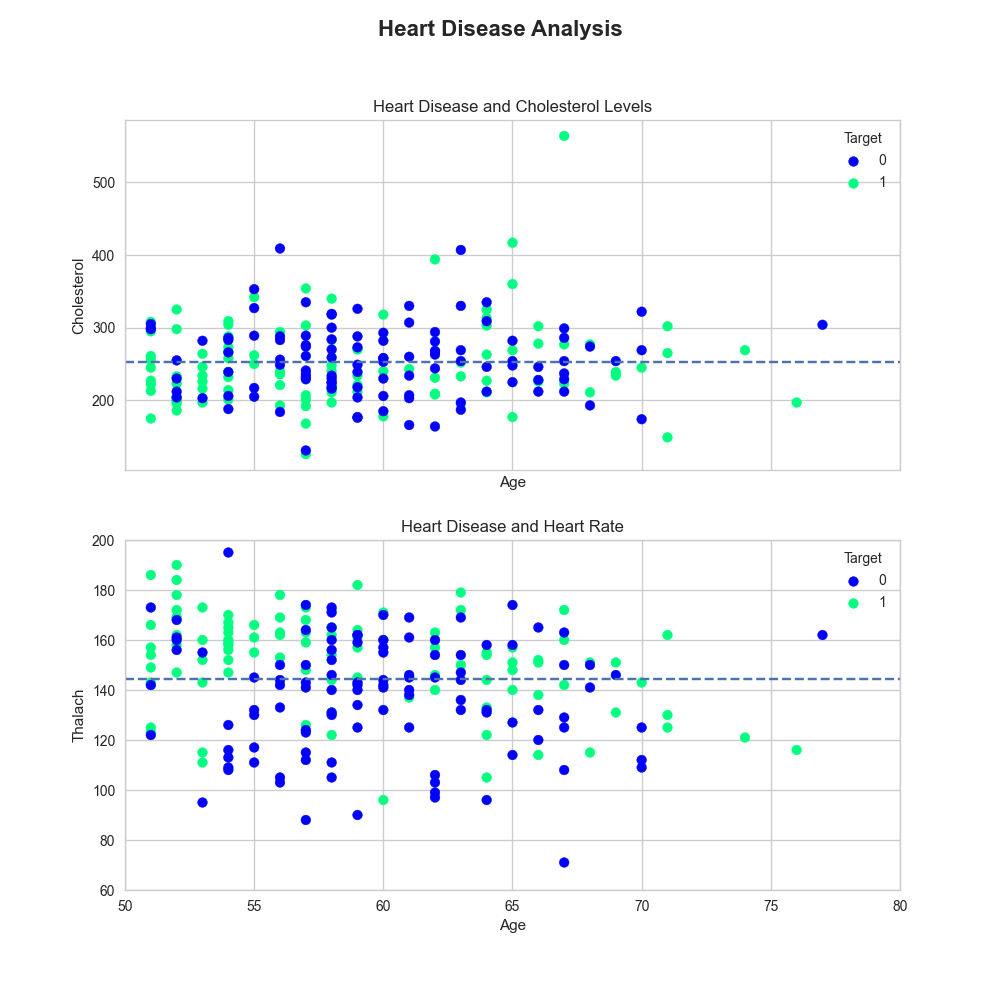 Heart Disease Analysis
Heart Disease and Cholesterol Levels
Target
0
1
500
400
300
200
Cholesterol
Age
Heart Disease and Heart Rate
Target
0
1
200
180
160
140
120
100
80
60
Thalach
50 55 60 65 70 75 80
Age